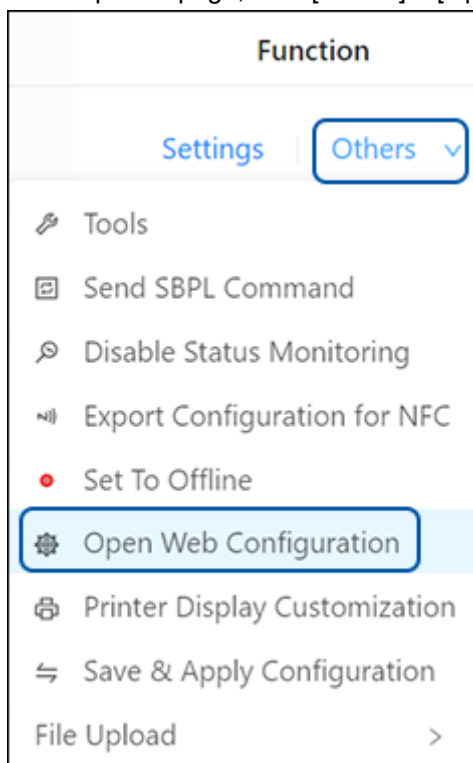 Function
Settings Others
Tools
Send SBPL Command
Disable Status Monitoring
Export Configuration for NFC
Set To Offline
Open Web Configuration
Printer Display Customization
Save & Apply Configuration
File Upload >